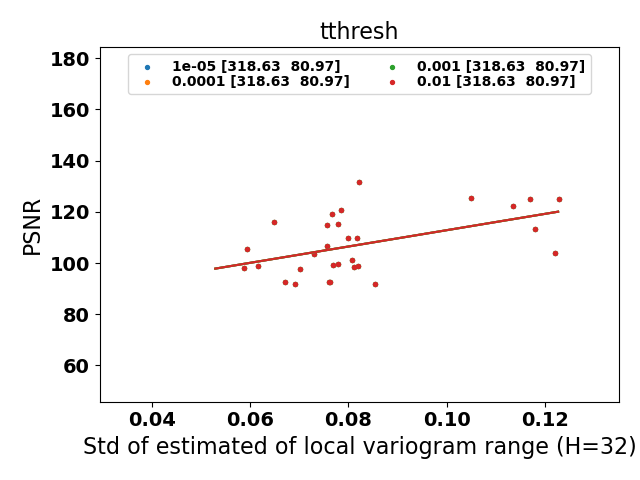 tthresh
1e-05 [318.63  80.97]
0.0001 [318.63  80.97]
0.001 [318.63  80.97]
0.01 [318.63  80.97]
180
160
140
120
100
80
60
PSNR
0.04 0.06 0.08 0.10 0.12
Std of estimated of local variogram range (H=32)